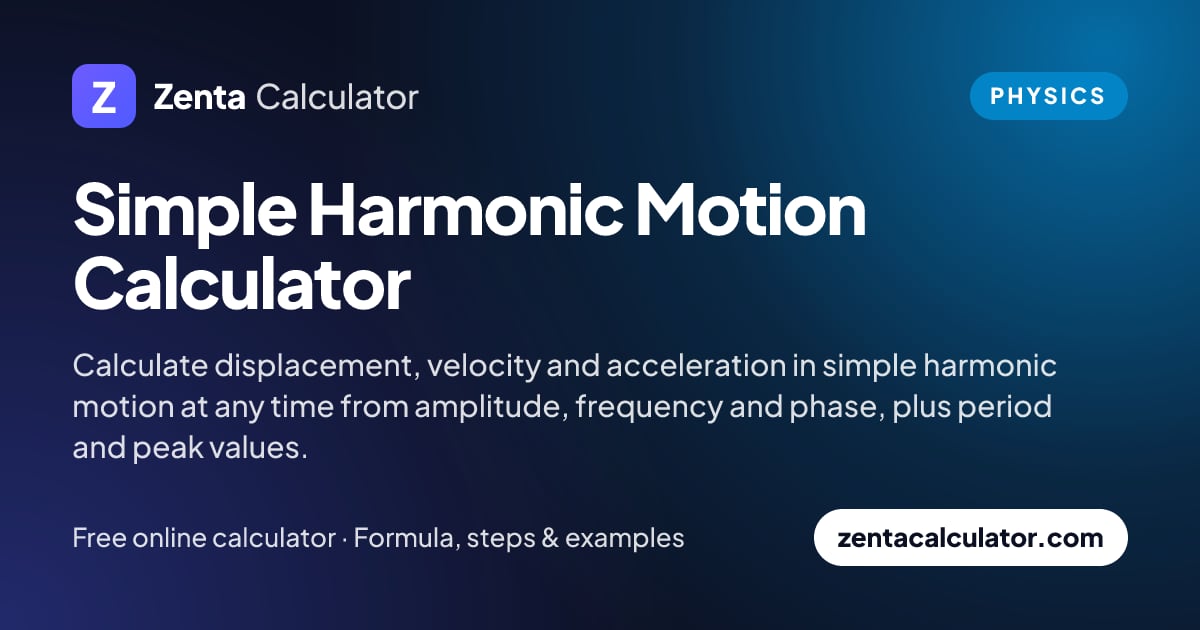 Z
Zenta Calculator
PHYSICS
Simple Harmonic Motion
Calculator
Calculate displacement, velocity and acceleration in simple harmonic
motion at any time from amplitude, frequency and phase, plus period
and peak values.
Free online calculator · Formula, steps & examples
zentacalculator.com